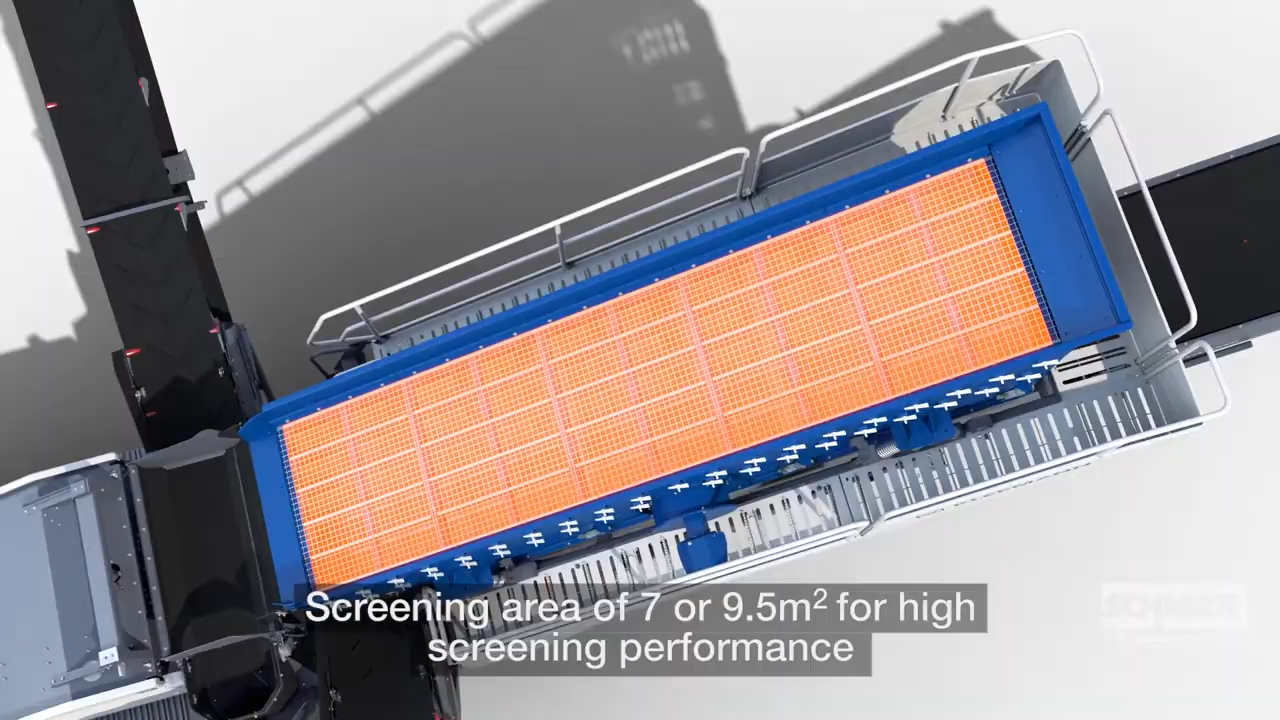 Screening area of 7 or 9.5m² for high
screening performance